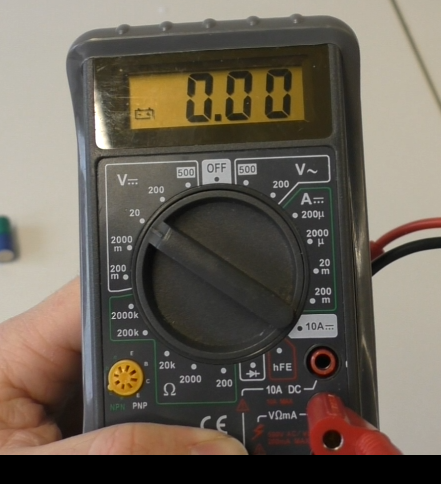 0.00
V⎓ 500 OFF 500 V~
200 200
A⎓
20 200µ
2000 m 2000 µ
200 m 20 m
200 m
2000k 10A⎓
200k
20k 2000 200 hFE
Ω
NPN PNP
10A DC
VΩmA
CE